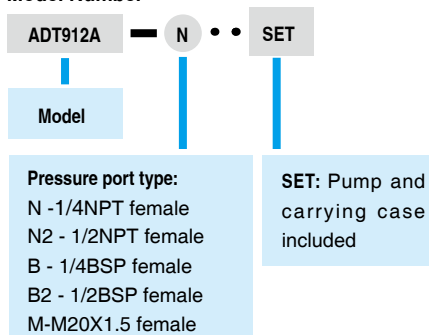 ADT912A — N • • SET
Model
Pressure port type:
N -1/4NPT female
N2 - 1/2NPT female
B - 1/4BSP female
B2 - 1/2BSP female
M-M20X1.5 female
SET: Pump and
carrying case
included